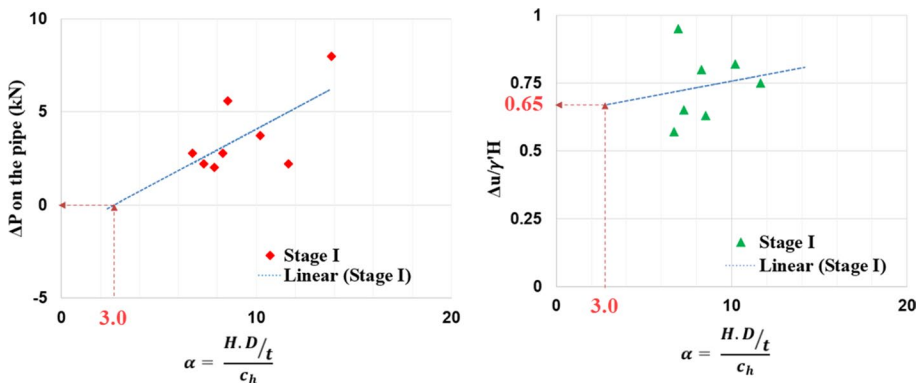 10
5
0
-5
ΔP on the pipe (kN)
Stage I
Linear (Stage I)
0
3.0
10
20
α = H.D/t / c_h
1
0.75
0.65
0.5
0.25
0
Δu/γ'H
Stage I
Linear (Stage I)
0
3.0
10
20
α = H.D/t / c_h